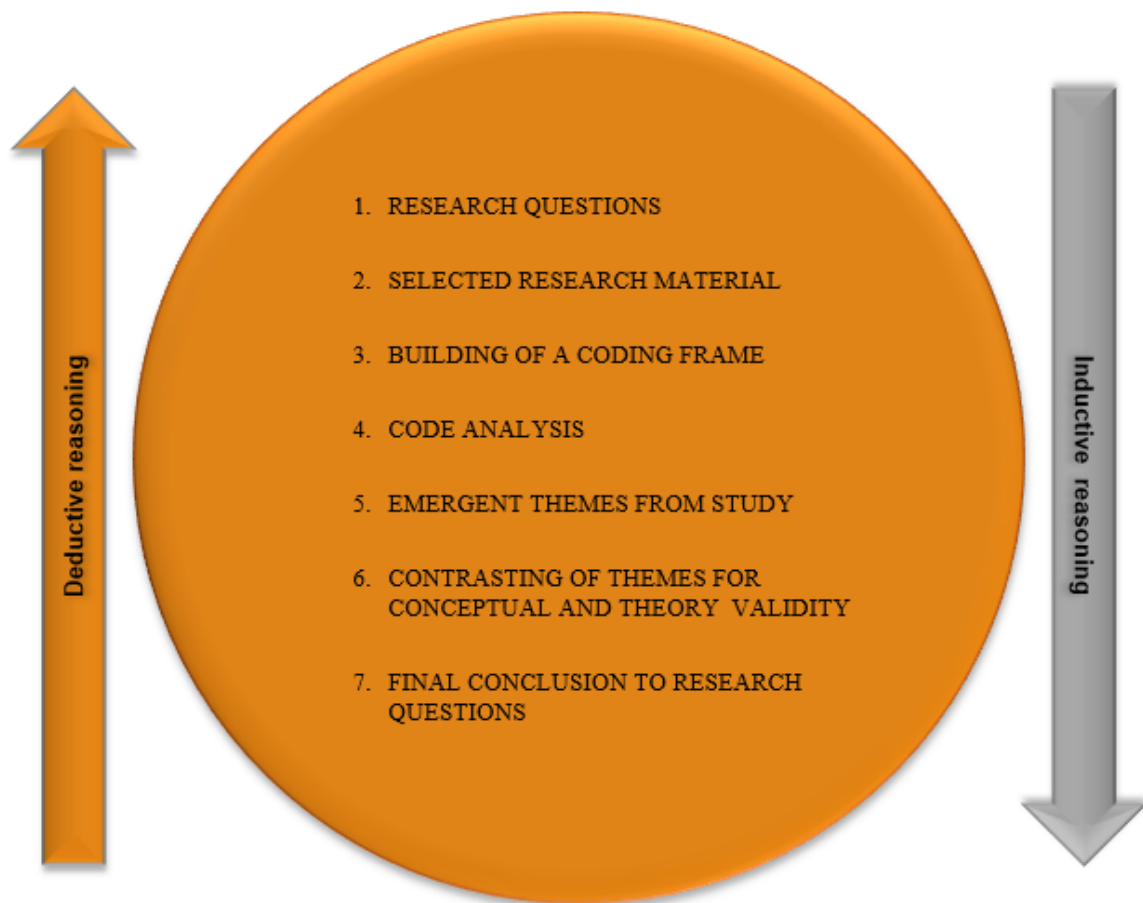 Deductive reasoning
1. RESEARCH QUESTIONS
2. SELECTED RESEARCH MATERIAL
3. BUILDING OF A CODING FRAME
4. CODE ANALYSIS
5. EMERGENT THEMES FROM STUDY
6. CONTRASTING OF THEMES FOR
CONCEPTUAL AND THEORY VALIDITY
7. FINAL CONCLUSION TO RESEARCH
QUESTIONS
Inductive reasoning